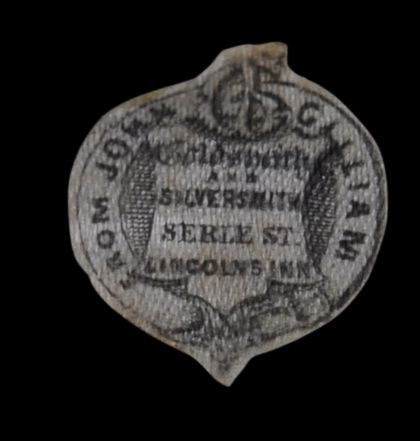 FROM JOHN GILLIAM
Goldsmith
AND
SILVERSMITH
SERLE ST.
LINCOLNS INN